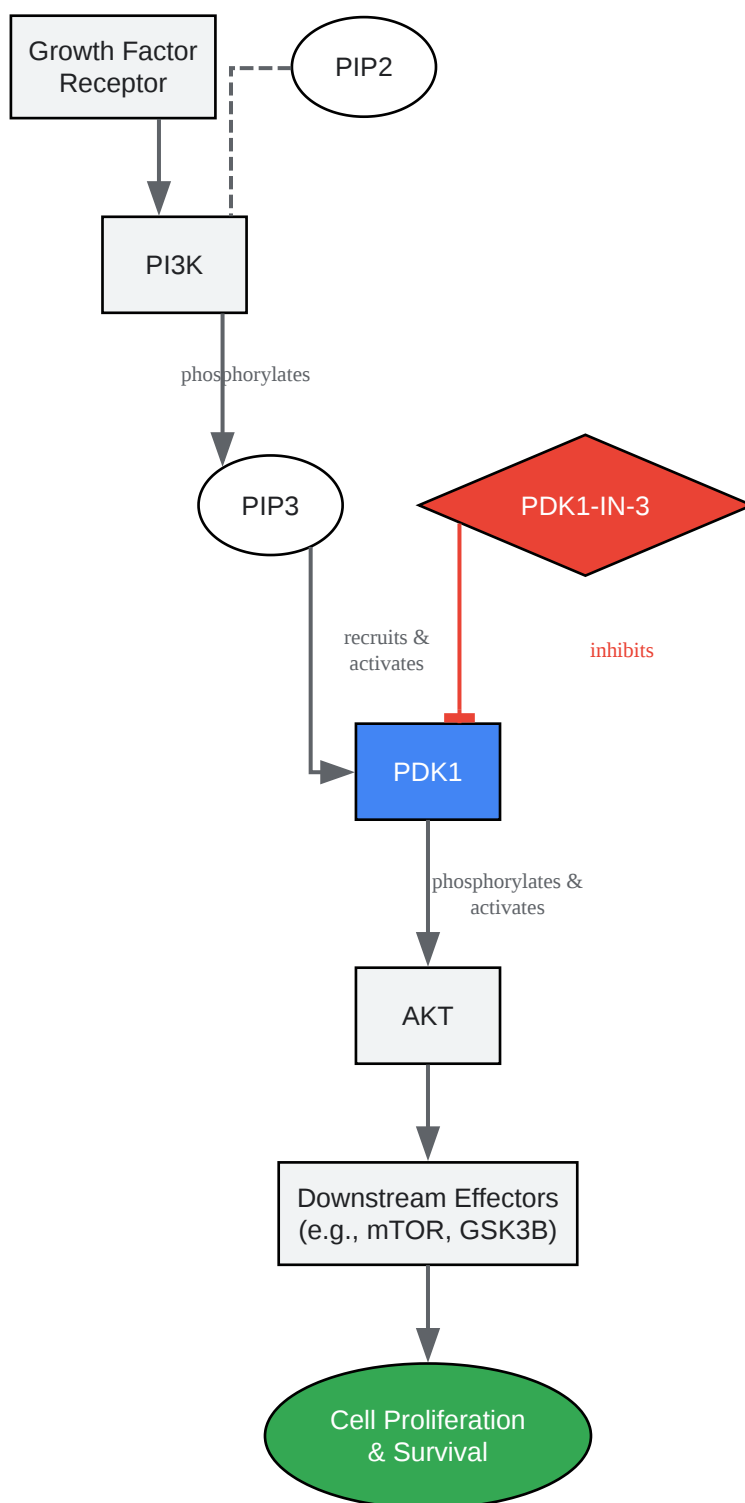 Growth Factor
Receptor
PIP2
PI3K
phosphorylates
PIP3
PDK1-IN-3
recruits &
activates
inhibits
PDK1
phosphorylates &
activates
AKT
Downstream Effectors
(e.g., mTOR, GSK3B)
Cell Proliferation
& Survival